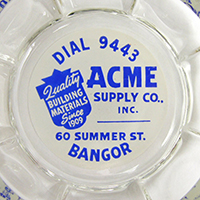 DIAL 9443
Quality
BUILDING
MATERIALS
Since
1909
ACME
SUPPLY CO.,
INC.
60 SUMMER ST.
BANGOR